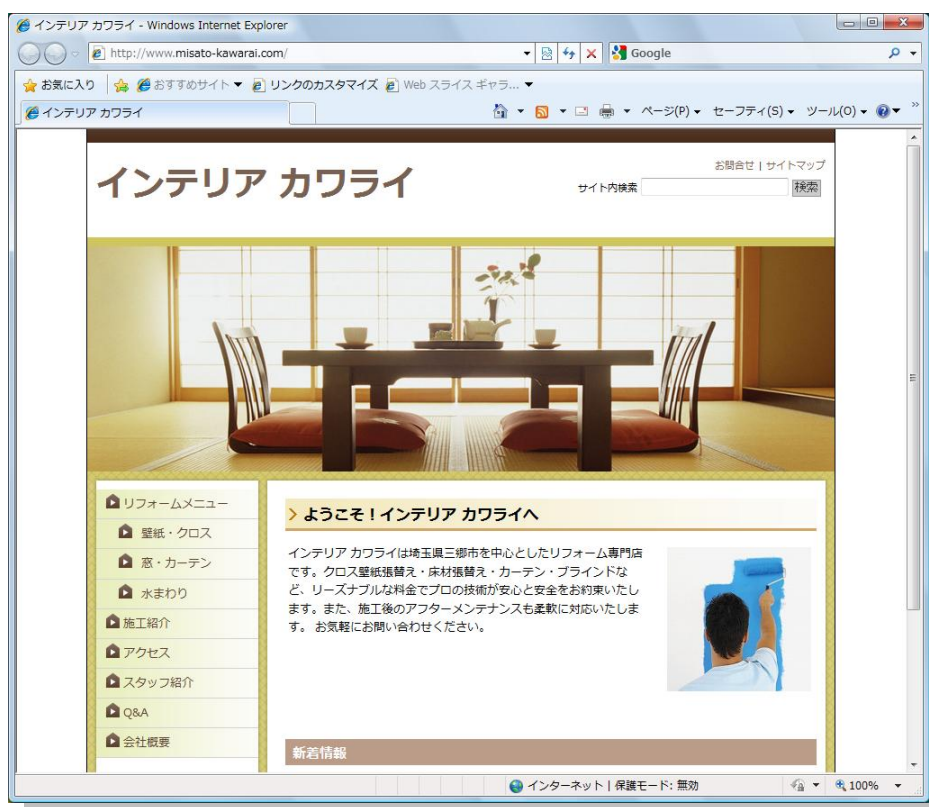 インテリア カワライ - Windows Internet Explorer
http://www.misato-kawarai.com/
Google
お気に入り
おすすめサイト
リンクのカスタマイズ
Web スライス ギャラ...
インテリア カワライ
ページ(P)
セーフティ(S)
ツール(O)
»
インテリア カワライ
お問合せ | サイトマップ
サイト内検索
検索
リフォームメニュー
壁紙・クロス
窓・カーテン
水まわり
施工紹介
アクセス
スタッフ紹介
Q&A
会社概要
ようこそ！インテリア カワライへ
インテリア カワライは埼玉県三郷市を中心としたリフォーム専門店
です。クロス壁紙張替え・床材張替え・カーテン・ブラインドな
ど、リーズナブルな料金でプロの技術が安心と安全をお約束いたし
ます。また、施工後のアフターメンテナンスも柔軟に対応いたしま
す。 お気軽にお問い合わせください。
新着情報
インターネット | 保護モード: 無効
100%